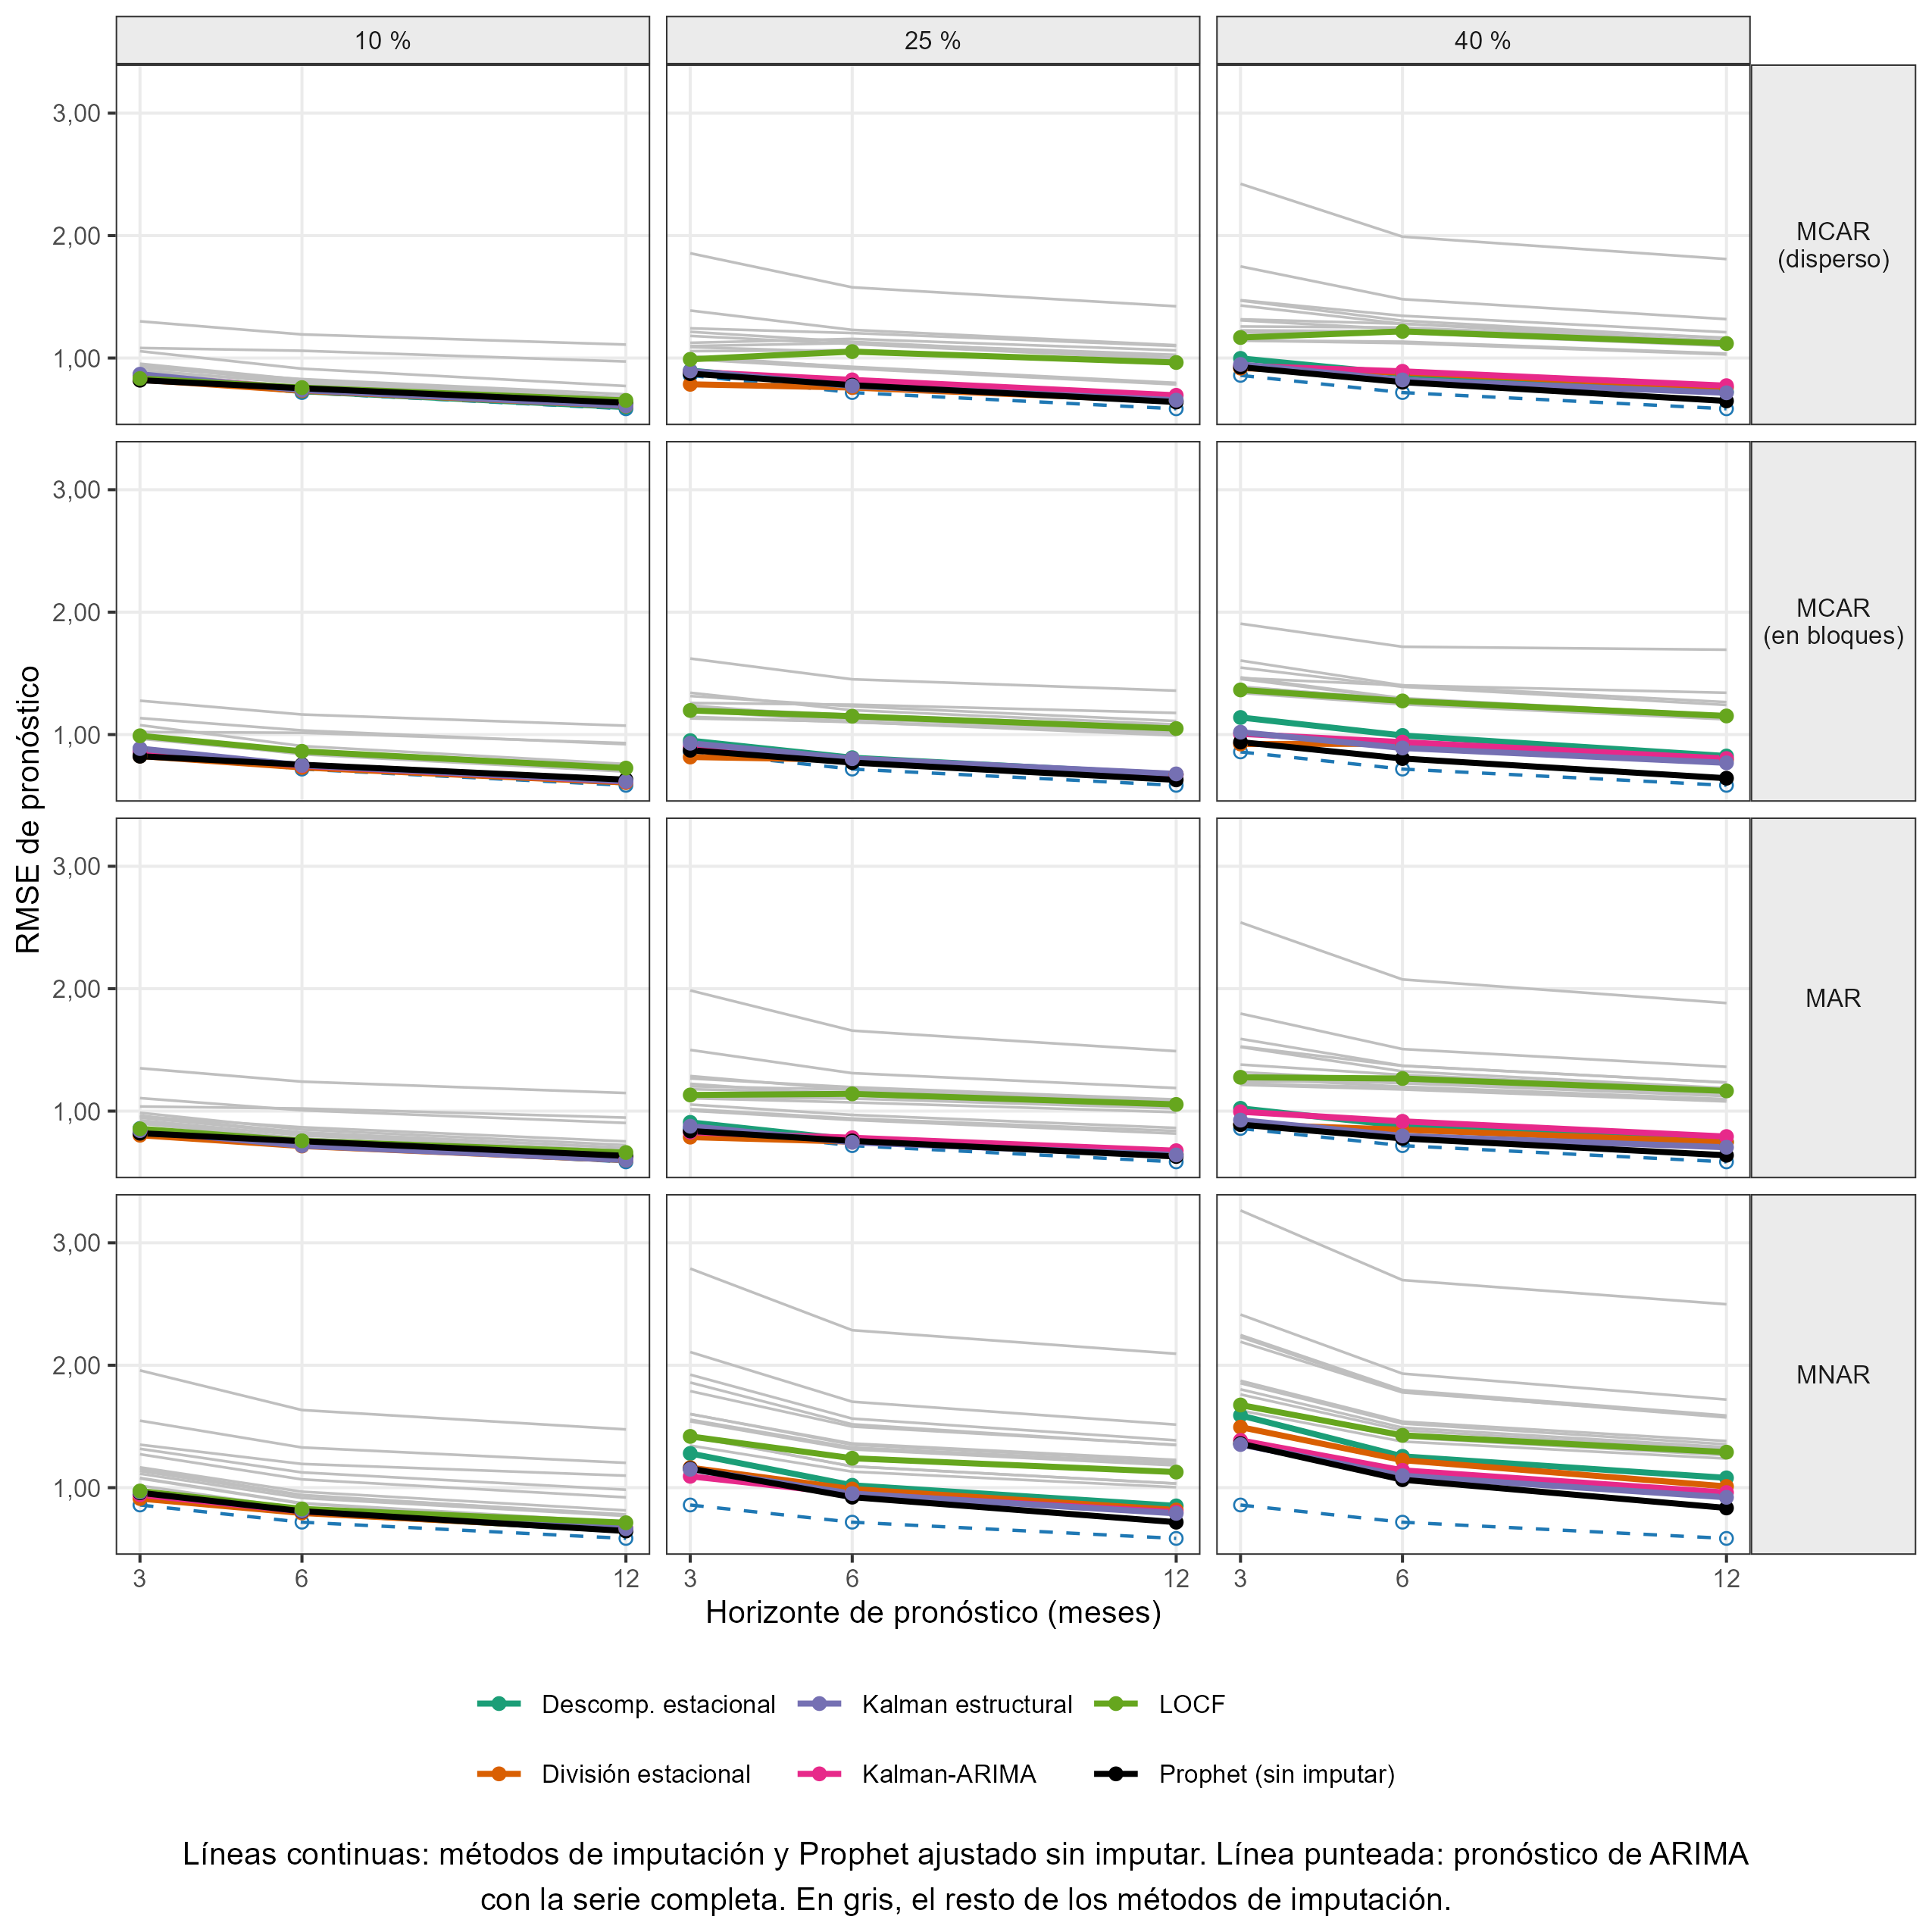 10 %
25 %
40 %
3,00
2,00
1,00
MCAR
(disperso)
3,00
2,00
1,00
MCAR
(en bloques)
3,00
2,00
1,00
MAR
3,00
2,00
1,00
MNAR
RMSE de pronóstico
3 6 12 3 6 12 3 6 12
Horizonte de pronóstico (meses)
Descomp. estacional Kalman estructural LOCF
División estacional Kalman-ARIMA Prophet (sin imputar)
Líneas continuas: métodos de imputación y Prophet ajustado sin imputar. Línea punteada: pronóstico de ARIMA
con la serie completa. En gris, el resto de los métodos de imputación.